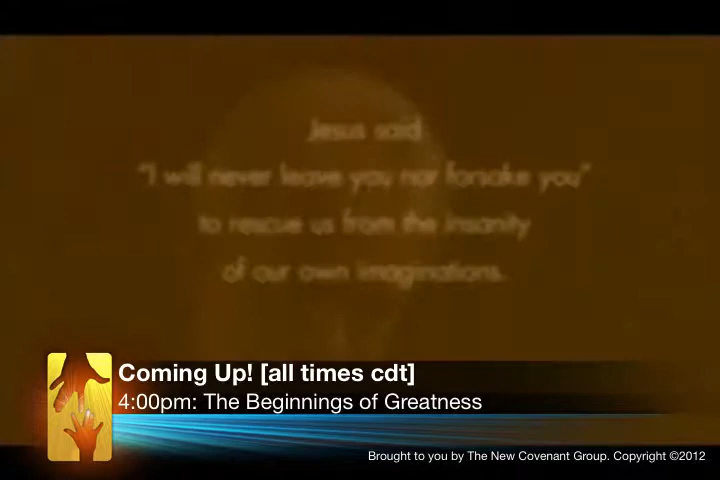 Jesus said
"I will never leave you nor forsake you"
to rescue us from the insanity
of our own imaginations.
Coming Up! [all times cdt]
4:00pm: The Beginnings of Greatness
Brought to you by The New Covenant Group. Copyright ©2012